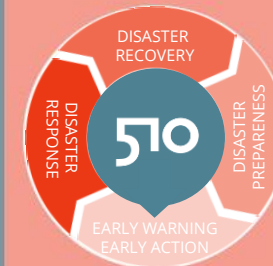 DISASTER
RECOVERY
DISASTER
PREPARENESS
EARLY WARNING
EARLY ACTION
DISASTER
RESPONSE
510